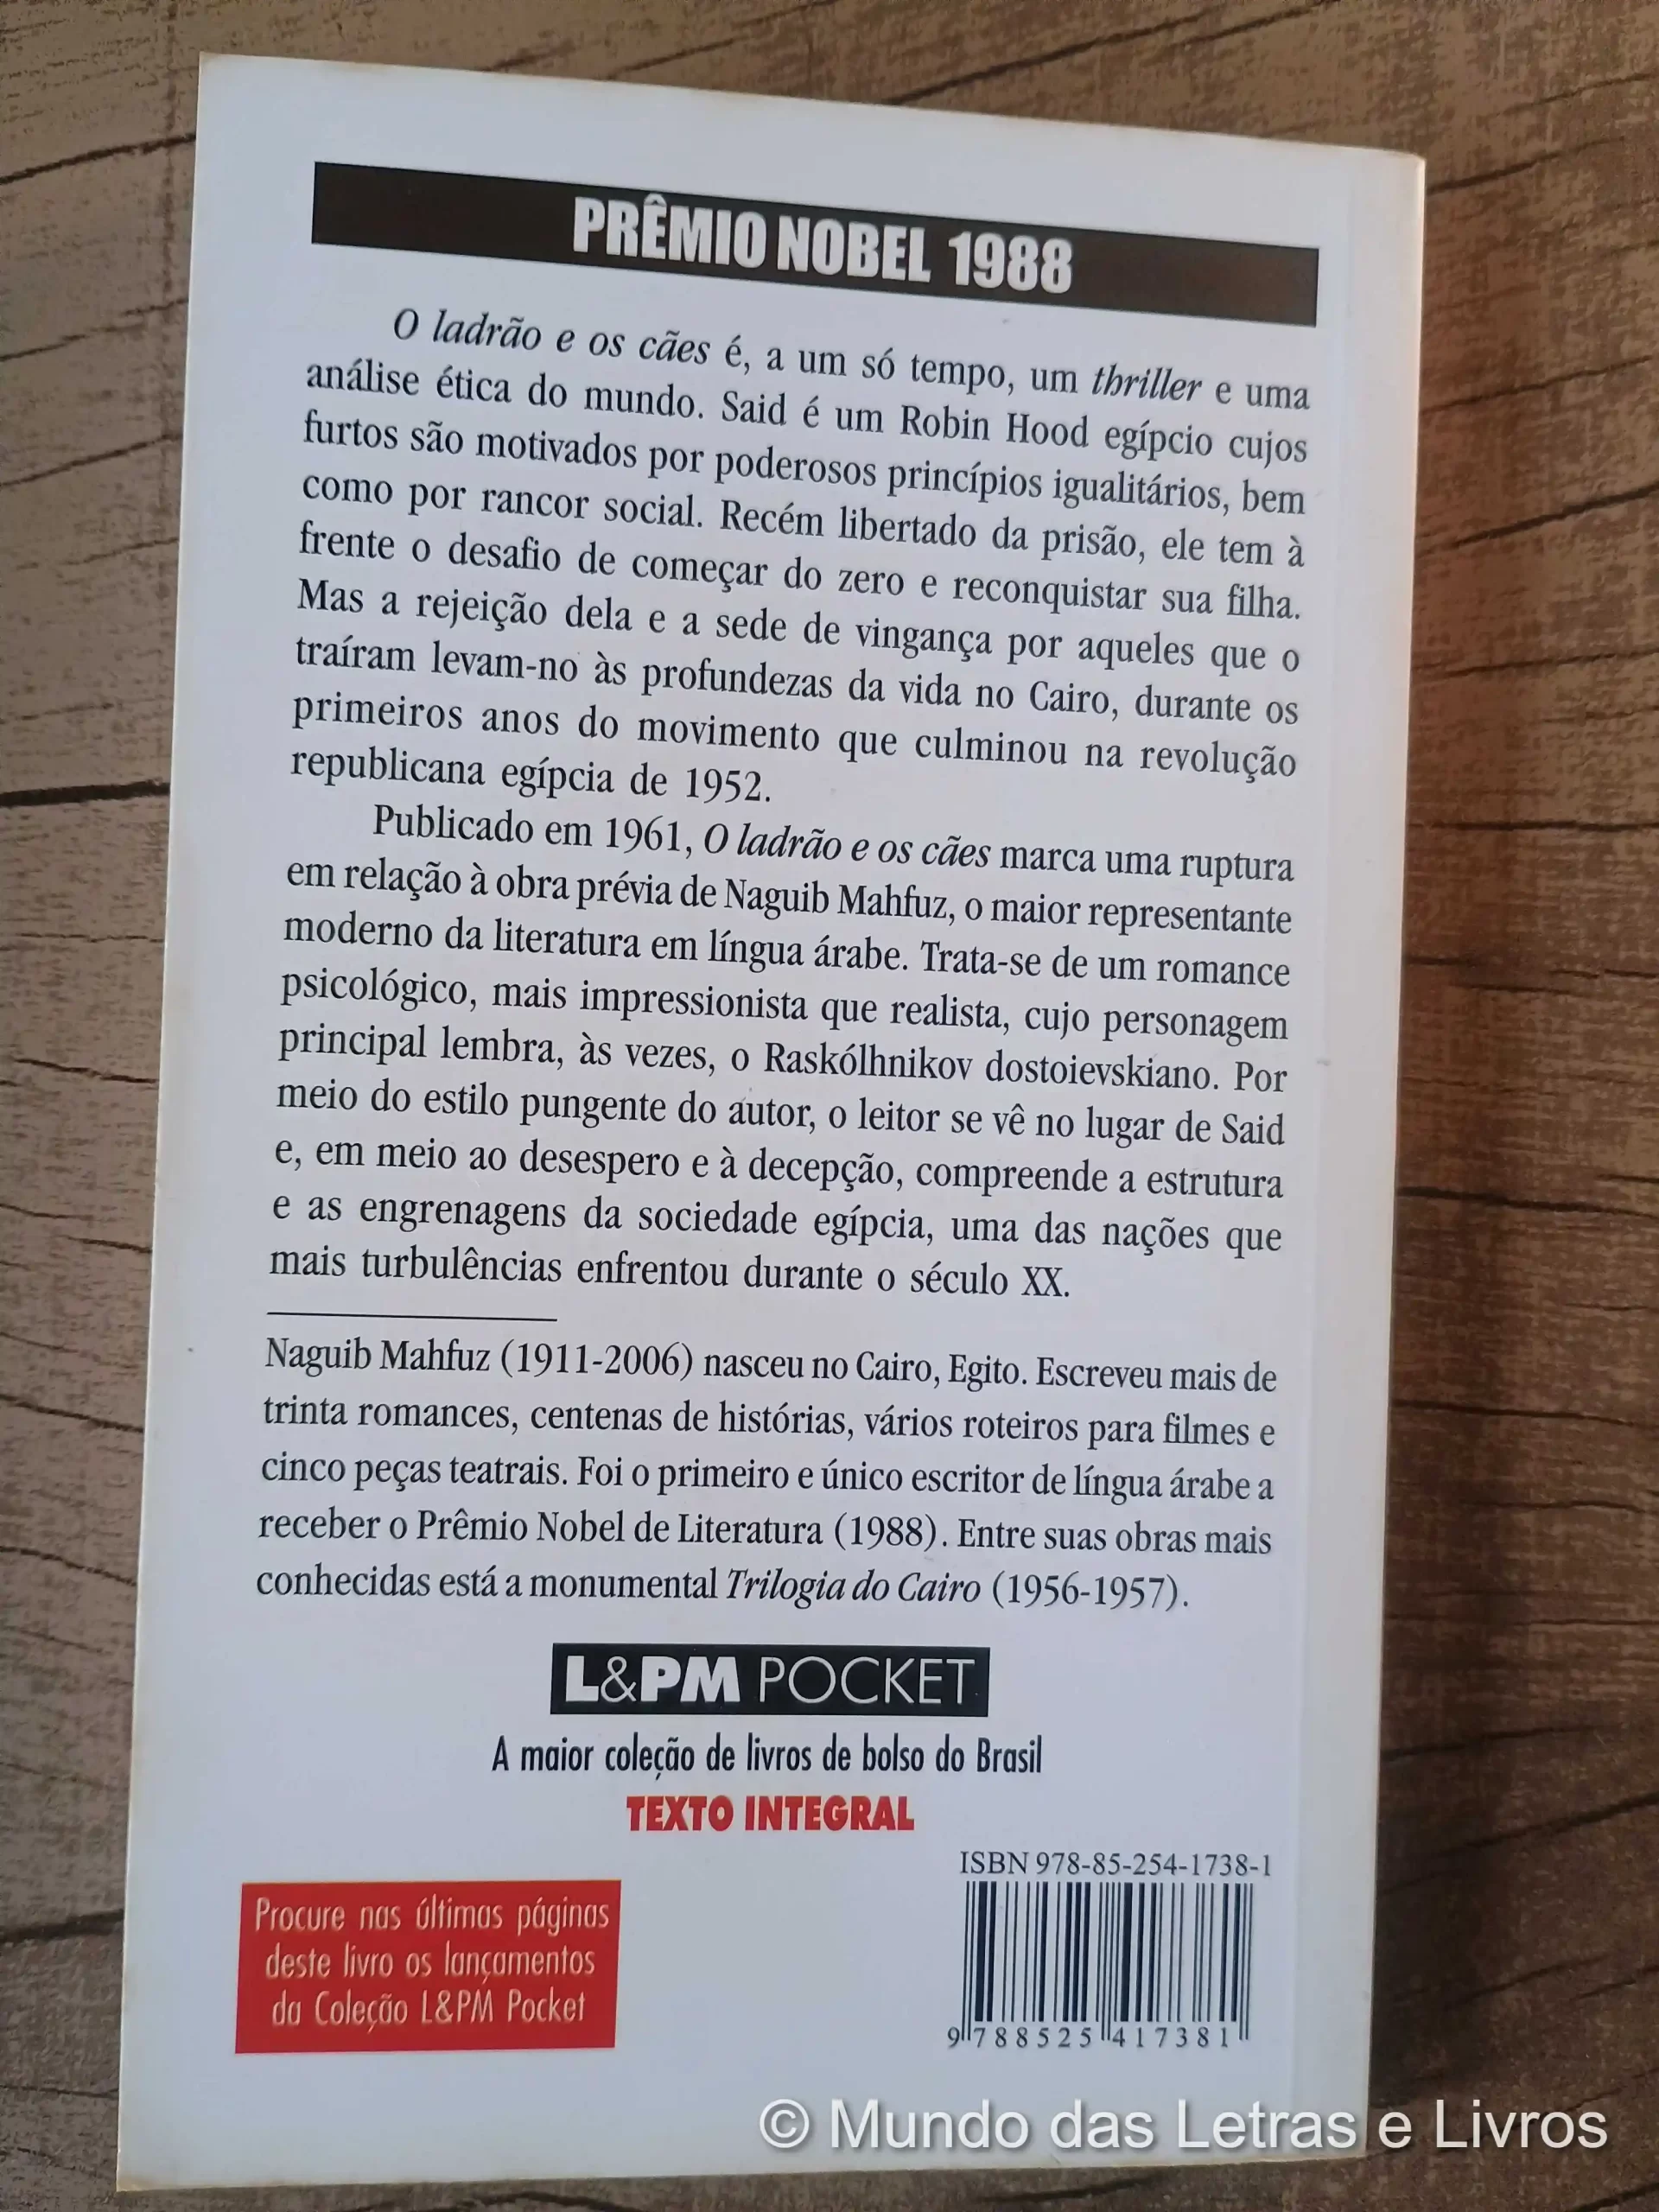 PRÊMIO NOBEL 1988
O ladrão e os cães é, a um só tempo, um thriller e uma
análise ética do mundo. Said é um Robin Hood egípcio cujos
furtos são motivados por poderosos princípios igualitários, bem
como por rancor social. Recém libertado da prisão, ele tem à
frente o desafio de começar do zero e reconquistar sua filha.
Mas a rejeição dela e a sede de vingança por aqueles que o
traíram levam-no às profundezas da vida no Cairo, durante os
primeiros anos do movimento que culminou na revolução
republicana egípcia de 1952.
Publicado em 1961, O ladrão e os cães marca uma ruptura
em relação à obra prévia de Naguib Mahfuz, o maior representante
moderno da literatura em língua árabe. Trata-se de um romance
psicológico, mais impressionista que realista, cujo personagem
principal lembra, às vezes, o Raskólhnikov dostoievskiano. Por
meio do estilo pungente do autor, o leitor se vê no lugar de Said
e, em meio ao desespero e à decepção, compreende a estrutura
e as engrenagens da sociedade egípcia, uma das nações que
mais turbulências enfrentou durante o século XX.
Naguib Mahfuz (1911-2006) nasceu no Cairo, Egito. Escreveu mais de
trinta romances, centenas de histórias, vários roteiros para filmes e
cinco peças teatrais. Foi o primeiro e único escritor de língua árabe a
receber o Prêmio Nobel de Literatura (1988). Entre suas obras mais
conhecidas está a monumental Trilogia do Cairo (1956-1957).
L&PM POCKET
A maior coleção de livros de bolso do Brasil
TEXTO INTEGRAL
Procure nas últimas páginas
deste livro os lançamentos
da Coleção L&PM Pocket
ISBN 978-85-254-1738-1
9 788525 417381
© Mundo das Letras e Livros